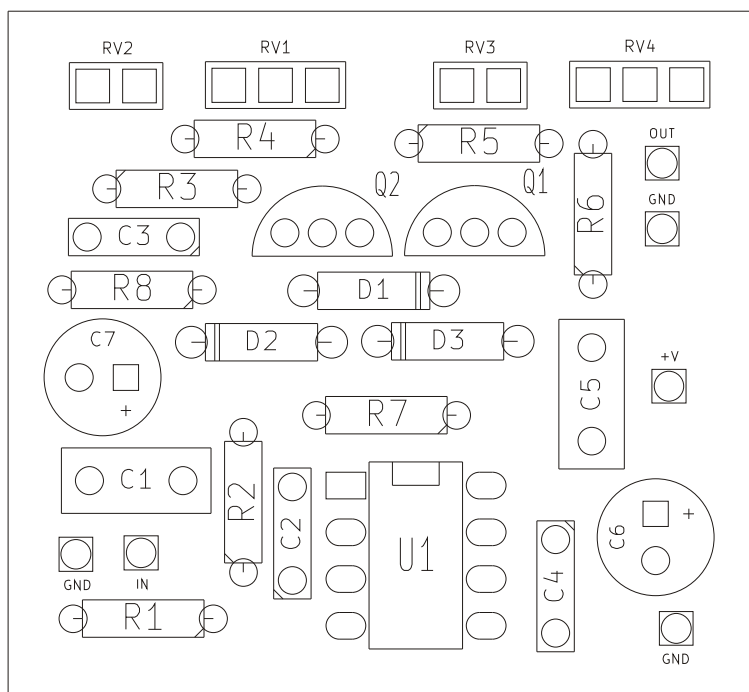 RV2 RV1 RV3 RV4
R4 R5 OUT
R3 Q2 Q1 GND
R6
C3
R8 D1
C7 D2 D3
+V
+ R7 C5
C1 R2
C2 + C6
U1 C4
GND IN
R1
GND